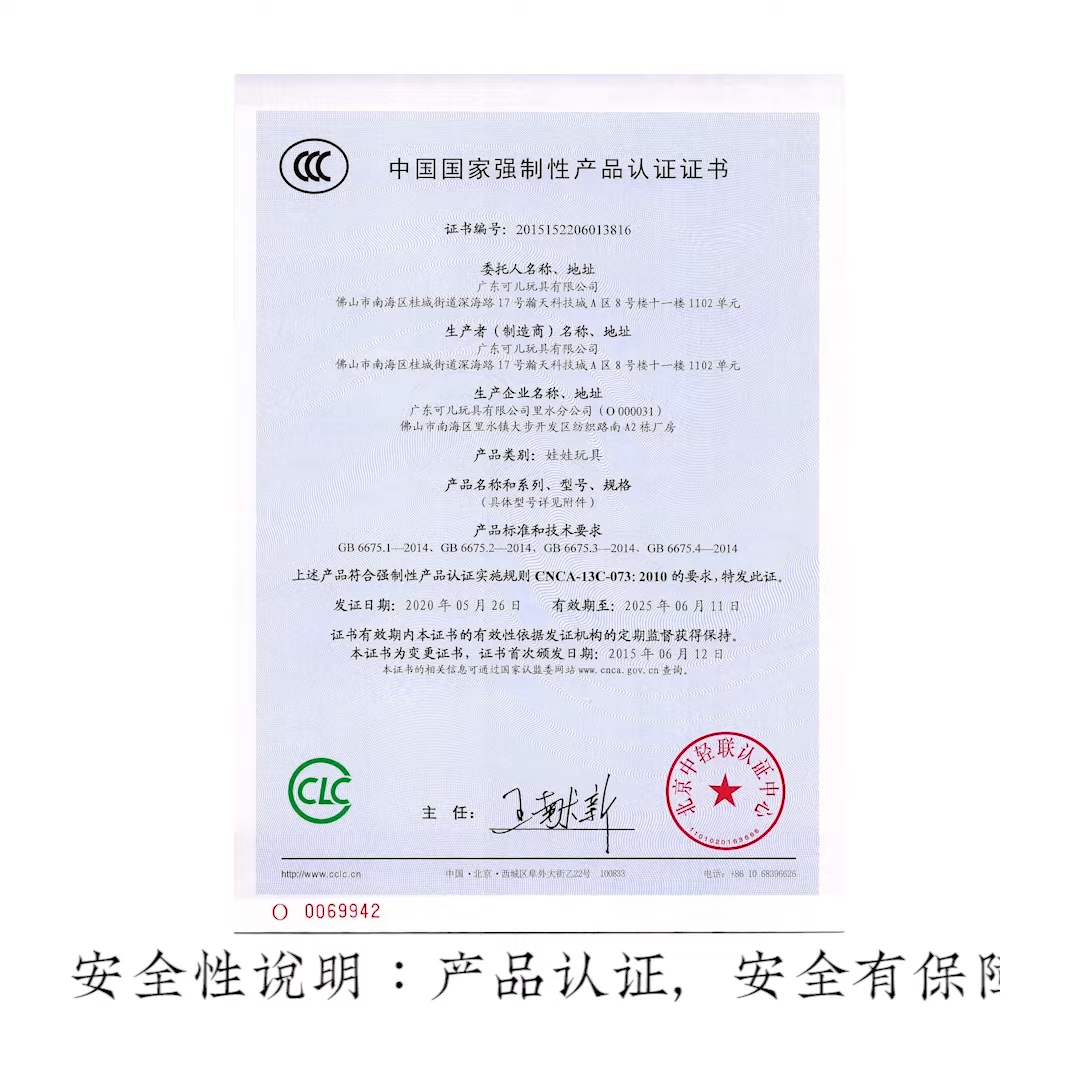 中国国家强制性产品认证证书
证书编号：2015152206013816
委托人名称、地址
广东可儿玩具有限公司
佛山市南海区桂城街道深海路17号瀚天科技城A区8号楼十一楼1102单元
生产者（制造商）名称、地址
广东可儿玩具有限公司
佛山市南海区桂城街道深海路17号瀚天科技城A区8号楼十一楼1102单元
生产企业名称、地址
广东可儿玩具有限公司里水分公司（O 000031）
佛山市南海区里水镇大步开发区纺织路南A2栋厂房
产品类别：娃娃玩具
产品名称和系列、型号、规格
（具体型号详见附件）
产品标准和技术要求
GB 6675.1—2014、GB 6675.2—2014、GB 6675.3—2014、GB 6675.4—2014
上述产品符合强制性产品认证实施规则 CNCA-13C-073: 2010 的要求，特发此证。
发证日期：2020年05月26日 有效期至：2025年06月11日
证书有效期内本证书的有效性依据发证机构的定期监督获得保持。
本证书为变更证书，证书首次颁发日期：2015年06月12日
本证书的相关信息可通过国家认监委网站www.cnca.gov.cn查询。
CLC
主 任：王献新
北京中轻联认证中心
1101020163666
http://www.cclc.cn 中国·北京·西城区阜外大街乙22号 100833 电话：+86 10 68396626
O 0069942
安全性说明：产品认证，安全有保障